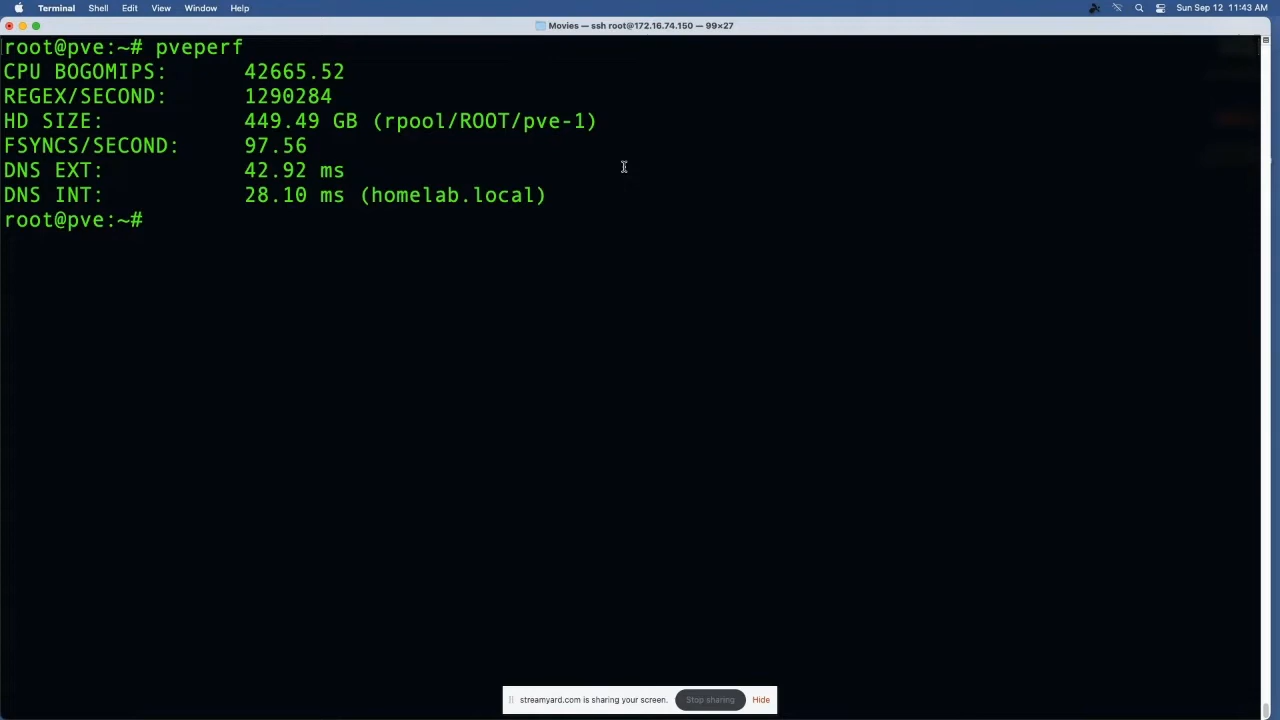 Terminal Shell Edit View Window Help Sun Sep 12 11:43 AM
Movies — ssh root@172.16.74.150 — 99×27
root@pve:~# pveperf
CPU BOGOMIPS: 42665.52
REGEX/SECOND: 1290284
HD SIZE: 449.49 GB (rpool/ROOT/pve-1)
FSYNCS/SECOND: 97.56
DNS EXT: 42.92 ms
DNS INT: 28.10 ms (homelab.local)
root@pve:~#
streamyard.com is sharing your screen. Stop sharing Hide